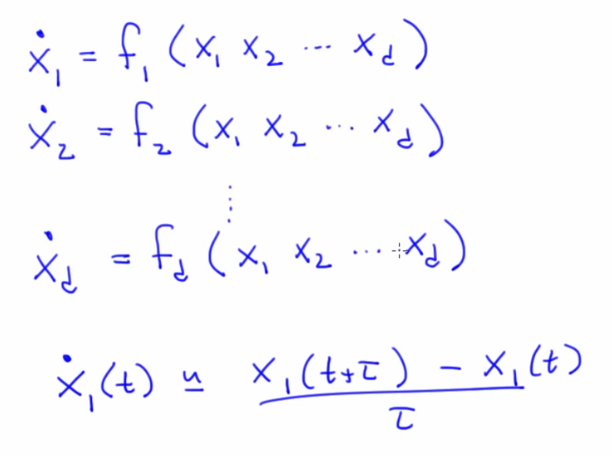 ẋ₁ = f₁ (x₁ x₂ ... x_d)
ẋ₂ = f₂ (x₁ x₂ ... x_d)
⋮
ẋ_d = f_d (x₁ x₂ ... x_d)
ẋ₁(t) ≃ (x₁(t+τ) − x₁(t)) / τ